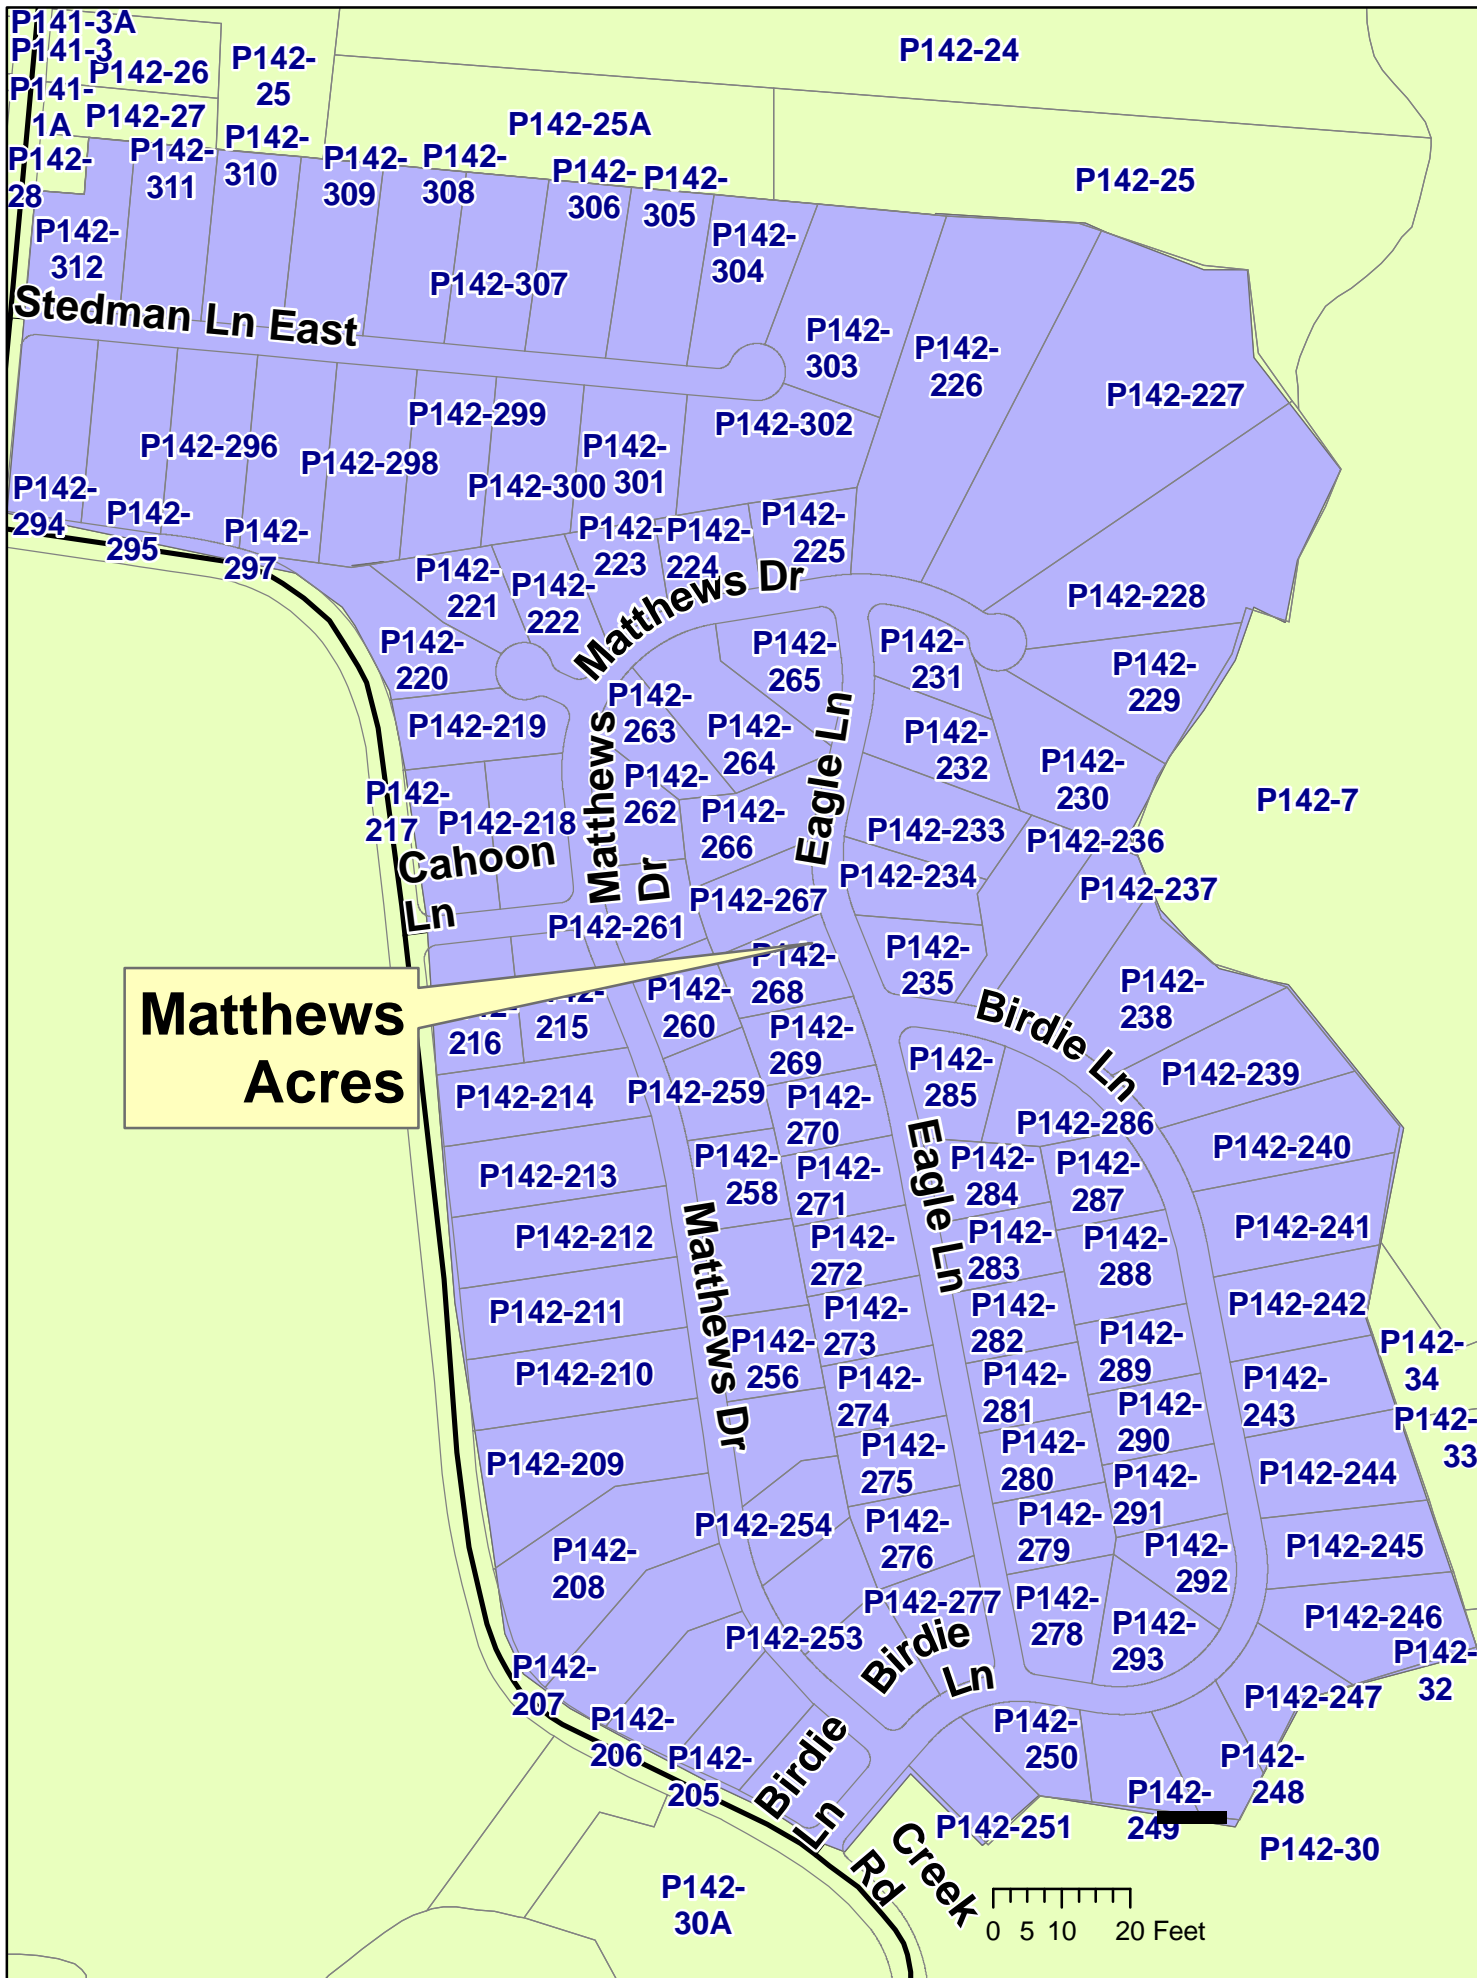 P141-3A
P141-3
P142-26
P142-
25
P142-24
P141-
1A
P142-27
P142-25A
P142-
28
P142-
311
P142-
310
P142-
309
P142-
308
P142-
306
P142-
305
P142-25
P142-
312
P142-307
P142-
304
Stedman Ln East
P142-
303
P142-
226
P142-227
P142-299
P142-302
P142-296
P142-298
P142-300
P142-
301
P142-
294
P142-
295
P142-
297
P142-
223
P142-
224
P142-
225
P142-
221
P142-
222
Matthews Dr
P142-228
P142-
220
P142-
265
P142-
231
P142-
229
P142-219
P142-
263
P142-
264
Eagle Ln
P142-
232
P142-
230
P142-
217
P142-218
Matthews
Dr
P142-
262
P142-
266
P142-233
P142-236
P142-7
Cahoon
Ln
P142-267
P142-234
P142-237
P142-261
P142-
268
P142-
235
P142-
238
Matthews
Acres
216
215
P142-
260
P142-
269
Birdie Ln
P142-214
P142-259
P142-
270
P142-
285
P142-239
P142-286
P142-240
P142-213
P142-
258
P142-
271
Eagle Ln
P142-
284
P142-
287
P142-212
Matthews Dr
P142-
272
P142-
283
P142-
288
P142-241
P142-211
P142-
273
P142-
282
P142-
289
P142-242
P142-210
P142-
256
P142-
274
P142-
281
P142-
290
P142-
243
P142-
34
P142-
33
P142-209
P142-
275
P142-
280
P142-
291
P142-244
P142-254
P142-
276
P142-
279
P142-
292
P142-245
P142-
208
P142-253
P142-277
P142-
278
P142-
293
P142-246
P142-
32
Birdie
Ln
P142-
207
P142-247
P142-
206
P142-
205
Birdie
Ln
P142-
250
P142-
248
P142-
249
P142-251
P142-30
Creek
Rd
P142-
30A
0 5 10 20 Feet